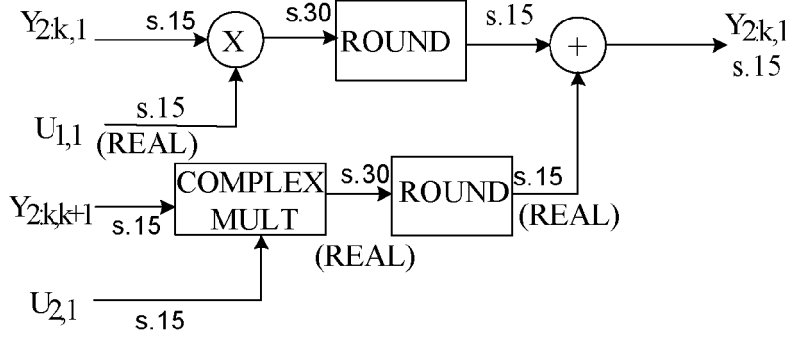 Y2:k,1
s.15
X
s.30
ROUND
s.15
+
Y2:k,1
s.15
s.15
U1,1
(REAL)
COMPLEX
MULT
s.30
ROUND
s.15
(REAL)
Y2:k,k+1
s.15
(REAL)
U2,1
s.15